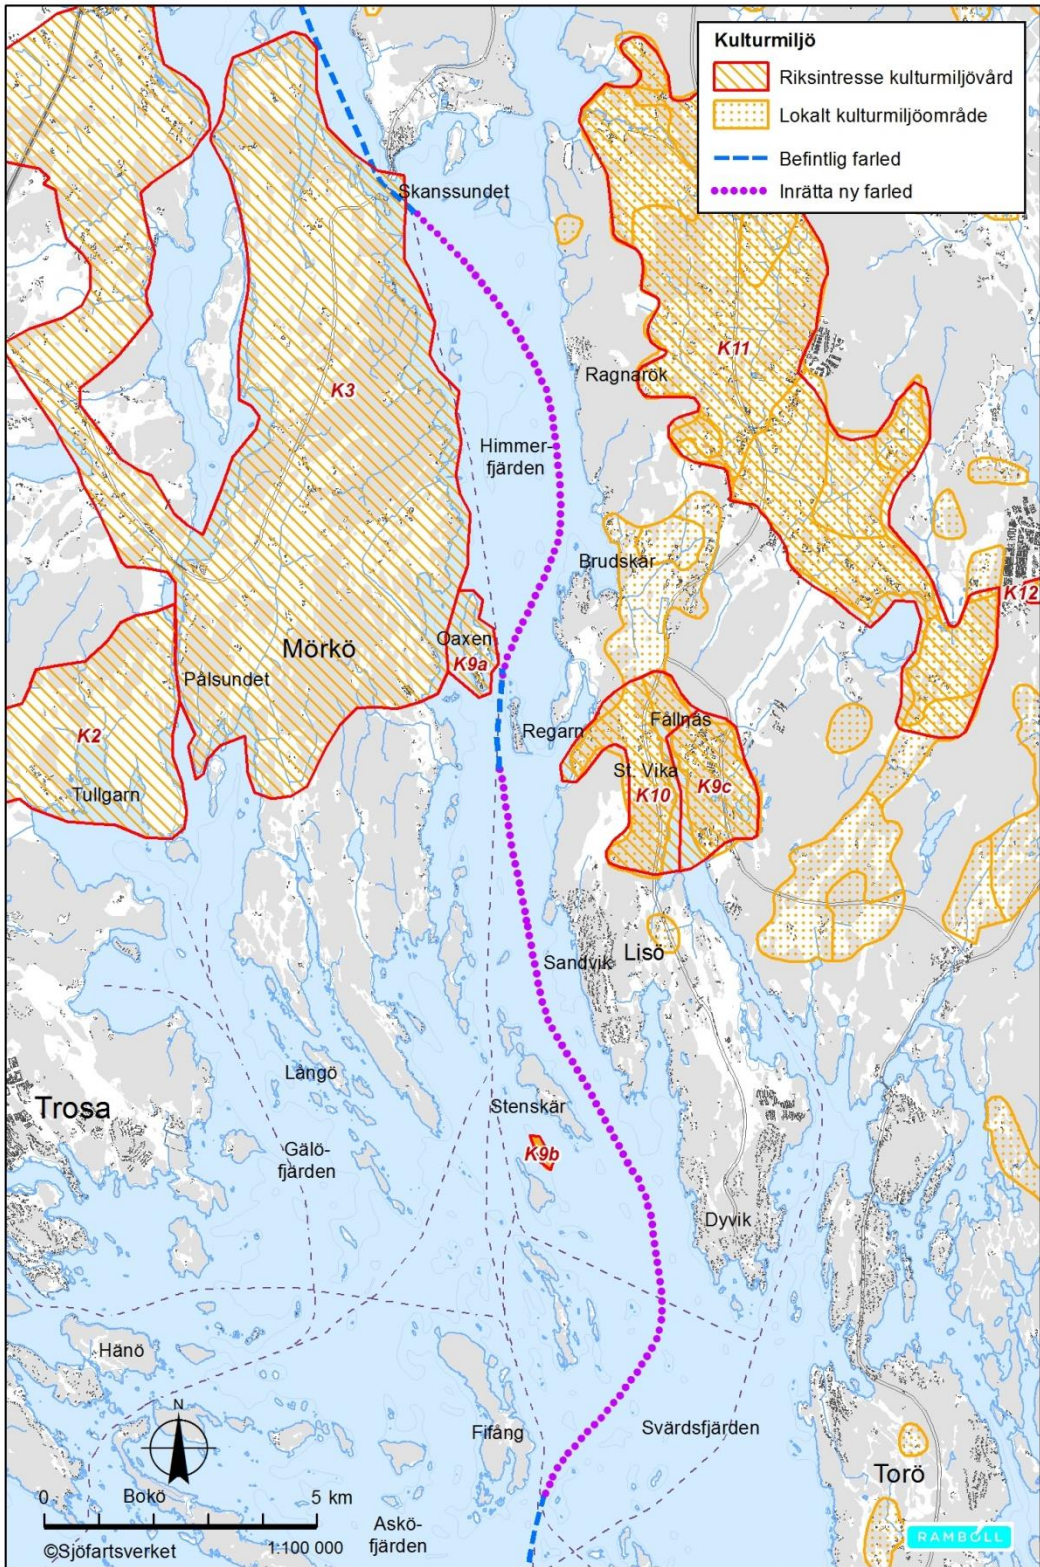 Kulturmiljö
Riksintresse kulturmiljövård
Lokalt kulturmiljöområde
Befintlig farled
Inrätta ny farled
Skanssundet
K11
Ragnarök
K3
Himmer-
fjärden
Brudskär
K12
Oaxen
Mörkö
K9a
Pålsundet
Fållnäs
K2
Regarn
St. Vika
K10
K9c
Tullgarn
Lisö
Sandvik
Långö
Trosa
Stenskär
Gälö-
fjärden
K9b
Dyvik
Hänö
N
Fifång
Svärdsfjärden
Torö
0
5 km
Bokö
Askö-
fjärden
©Sjöfartsverket
1:100 000
RAMBOLL